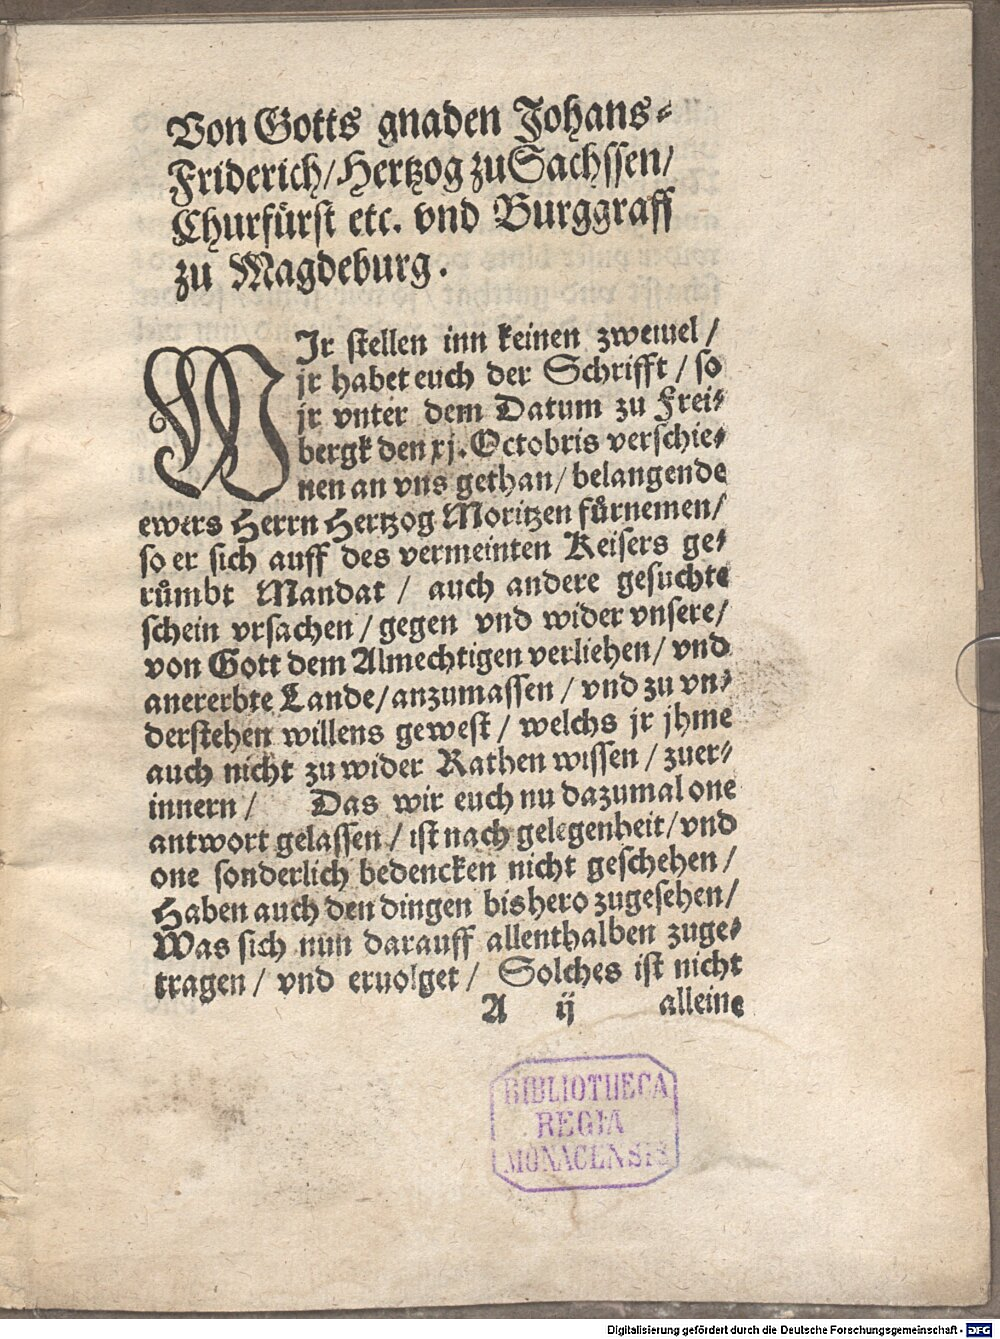 Von Gotts gnaden Johans⸗
Friderich/ Hertzog zu Sachssen/
Churfürst etc. vnd Burggraff
zu Magdeburg.
WJr stellen inn keinen zweiuel/
jr habet euch der Schrifft/ so
jr vnter dem Datum zu Frei⸗
bergk den xj. Octobris verschie⸗
nen an vns gethan/ belangende
ewers Herrn Hertzog Moritzen fuͤrnemen/
so er sich auff des vermeinten Keisers ge⸗
ruͤmbt Mandat/ auch andere gesuchte
schein vrsachen/ gegen vnd wider vnsere/
von Gott dem Almechtigen verliehen/ vnd
anererbte Lande/ anzumassen/ vnd zu vn⸗
derstehen willens gewest/ welchs jr jhme
auch nicht zu wider Rathen wissen/ zuer⸗
innern/ Das wir euch nu dazumal one
antwort gelassen/ ist nach gelegenheit/ vnd
one sonderlich bedencken nicht geschehen/
Haben auch den dingen bishero zugesehen/
Was sich nun darauff allenthalben zuge⸗
tragen/ vnd eruolget/ Solches ist nicht
A ij alleine
BIBLIOTHECA
REGIA
MONACENSIS
Digitalisierung gefördert durch die Deutsche Forschungsgemeinschaft - DFG